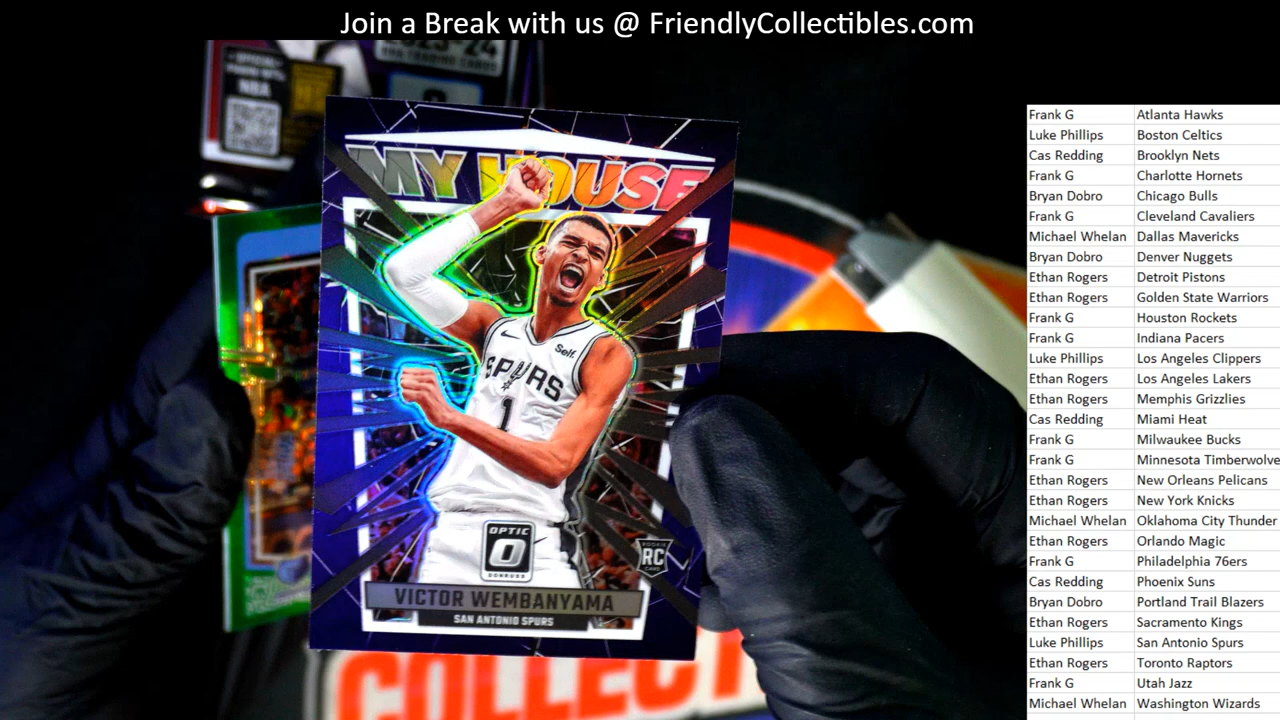 Join a Break with us @ FriendlyCollectibles.com
2023-24
NBA TRADING CARDS
NBA
MY HOUSE
Self.
SPURS
1
OPTIC
DONRUSS
ROOKIE
RC
CARD
VICTOR WEMBANYAMA
SAN ANTONIO SPURS
COLLECT
Frank G Atlanta Hawks
Luke Phillips Boston Celtics
Cas Redding Brooklyn Nets
Frank G Charlotte Hornets
Bryan Dobro Chicago Bulls
Frank G Cleveland Cavaliers
Michael Whelan Dallas Mavericks
Bryan Dobro Denver Nuggets
Ethan Rogers Detroit Pistons
Ethan Rogers Golden State Warriors
Frank G Houston Rockets
Frank G Indiana Pacers
Luke Phillips Los Angeles Clippers
Ethan Rogers Los Angeles Lakers
Ethan Rogers Memphis Grizzlies
Cas Redding Miami Heat
Frank G Milwaukee Bucks
Frank G Minnesota Timberwolve
Ethan Rogers New Orleans Pelicans
Ethan Rogers New York Knicks
Michael Whelan Oklahoma City Thunder
Ethan Rogers Orlando Magic
Frank G Philadelphia 76ers
Cas Redding Phoenix Suns
Bryan Dobro Portland Trail Blazers
Ethan Rogers Sacramento Kings
Luke Phillips San Antonio Spurs
Ethan Rogers Toronto Raptors
Frank G Utah Jazz
Michael Whelan Washington Wizards